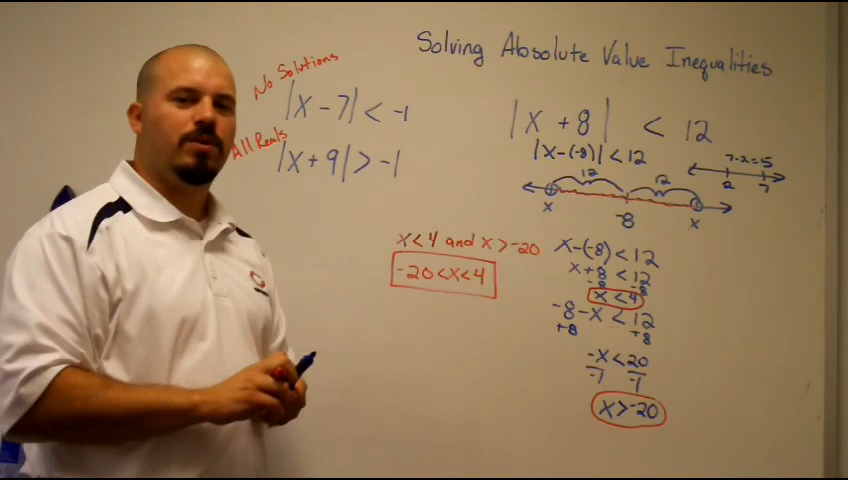 Solving Absolute Value Inequalities
No Solutions
|x - 7| < -1
All Reals
|x + 9| > -1
|x + 8| < 12
|x-(-8)| < 12
7-2=5
2 7
12 12
x -8 x
x-(-8) < 12
x+8 < 12
-8 -8
x < 4
-8-x < 12
+8 +8
-x < 20
-1 -1
x > -20
x < 4 and x > -20
-20 < x < 4